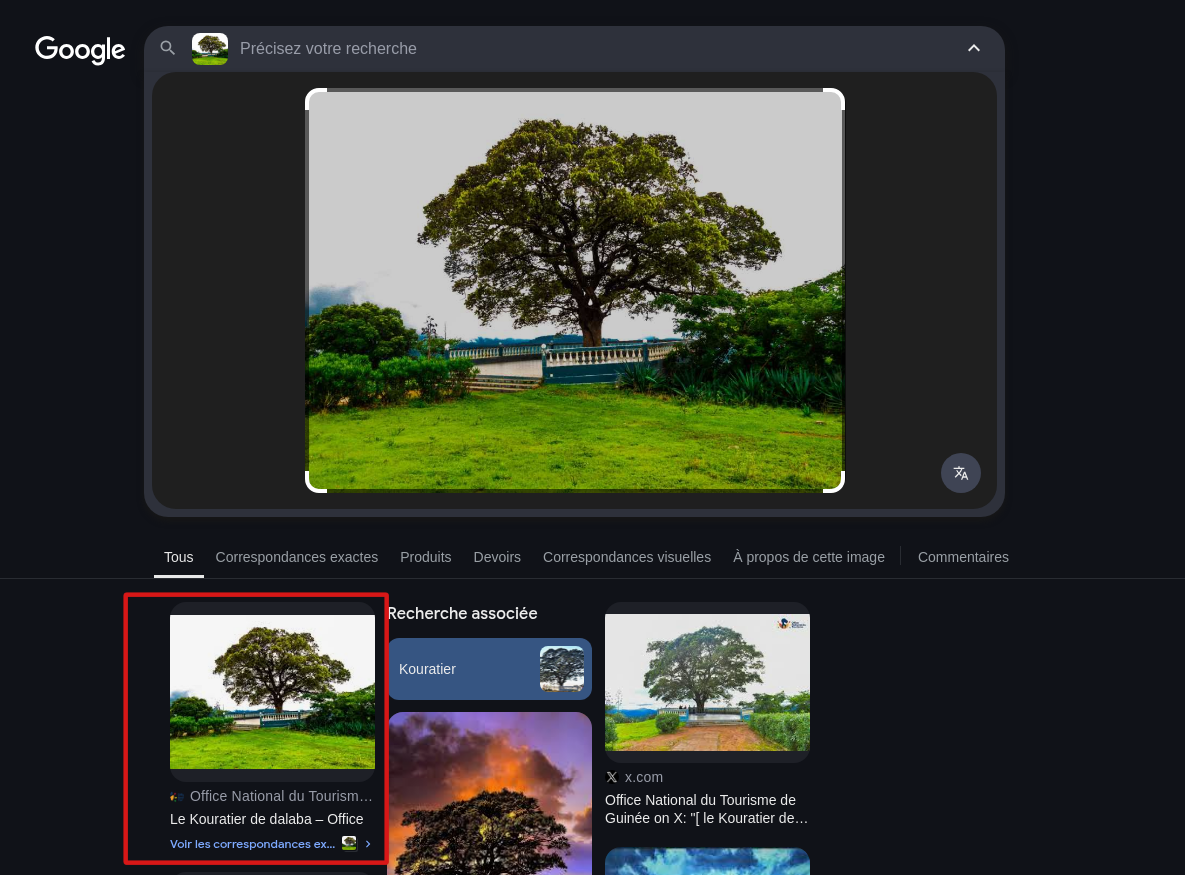 Google
Précisez votre recherche
Tous
Correspondances exactes
Produits
Devoirs
Correspondances visuelles
À propos de cette image
Commentaires
Office National du Tourism...
Le Kouratier de dalaba – Office
Voir les correspondances ex...
Recherche associée
Kouratier
x.com
Office National du Tourisme de
Guinée on X: "[ le Kouratier de...